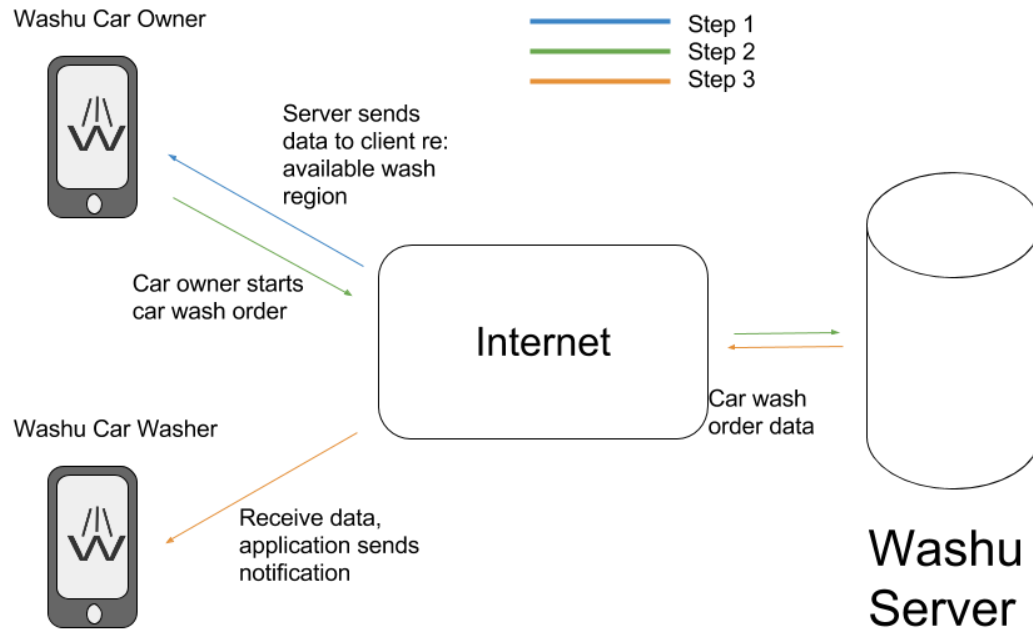 Washu Car Owner
Step 1
Step 2
Step 3
W
Server sends
data to client re:
available wash
region
Car owner starts
car wash order
Internet
Car wash
order data
Washu Car Washer
W
Receive data,
application sends
notification
Washu
Server